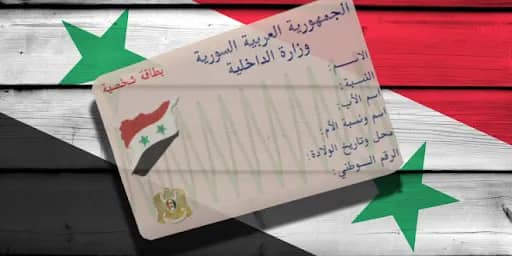 الجمهورية العربية السورية
وزارة الداخلية
بطاقة شخصية
الاسم:
النسبة:
اسم الأب:
اسم ونسبة الأم:
محل وتاريخ الولادة:
الرقم الوطني: